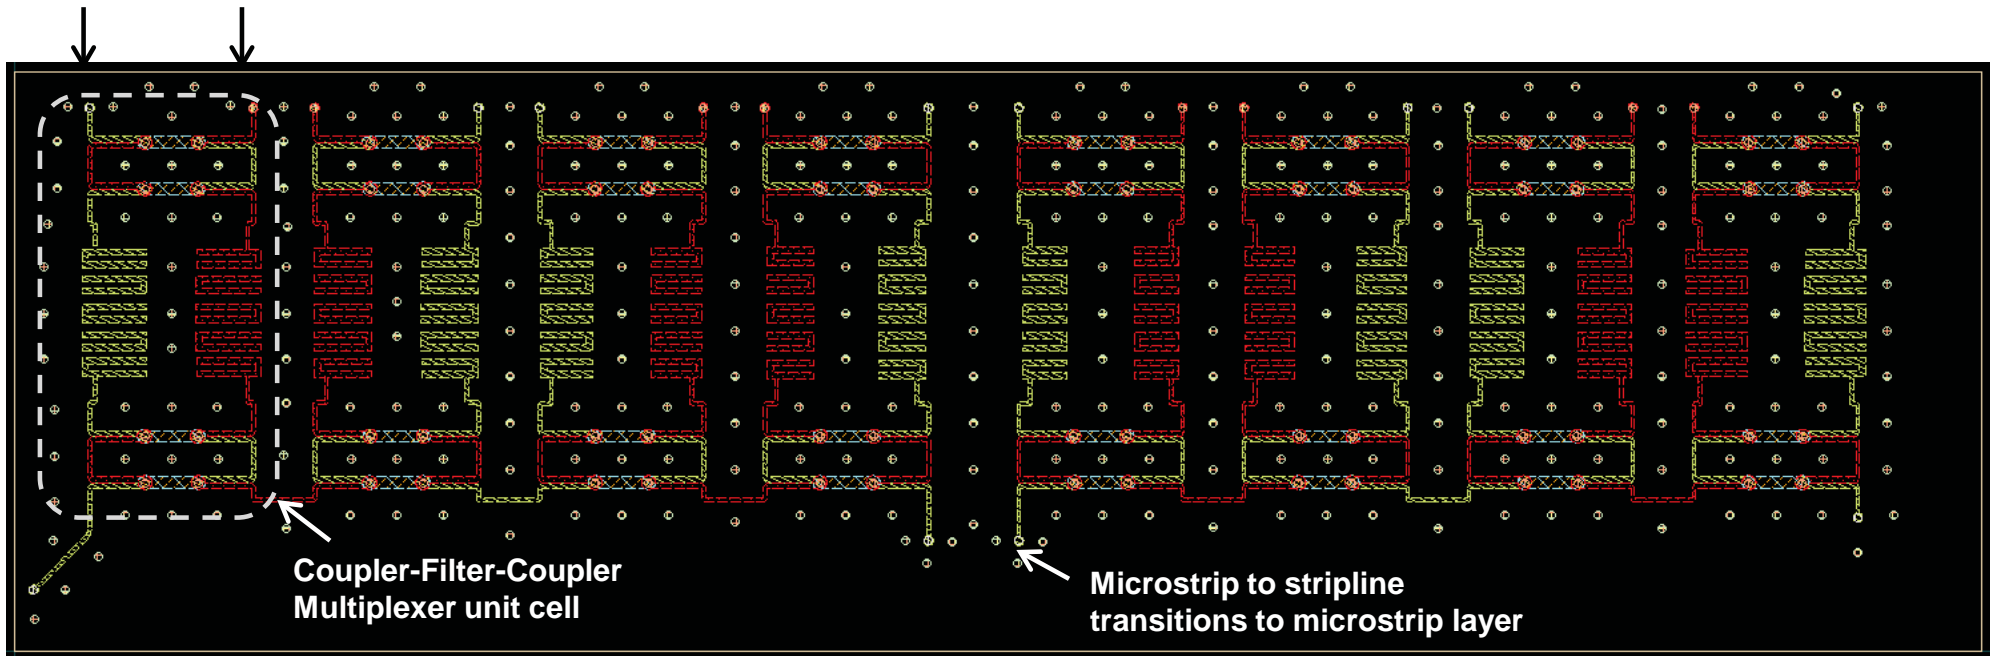 Coupler-Filter-Coupler
Multiplexer unit cell
Microstrip to stripline
transitions to microstrip layer